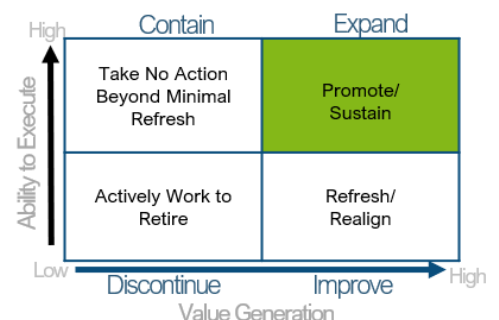 High
Contain
Expand
Take No Action
Beyond Minimal
Refresh
Promote/
Sustain
Ability to Execute
Actively Work to
Retire
Refresh/
Realign
Low
Discontinue
Improve
High
Value Generation